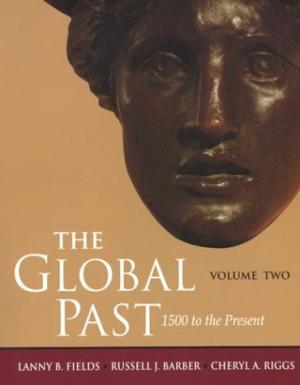 THE
GLOBAL
PAST
VOLUME TWO
1500 to the Present
LANNY B. FIELDS · RUSSELL J. BARBER · CHERYL A. RIGGS